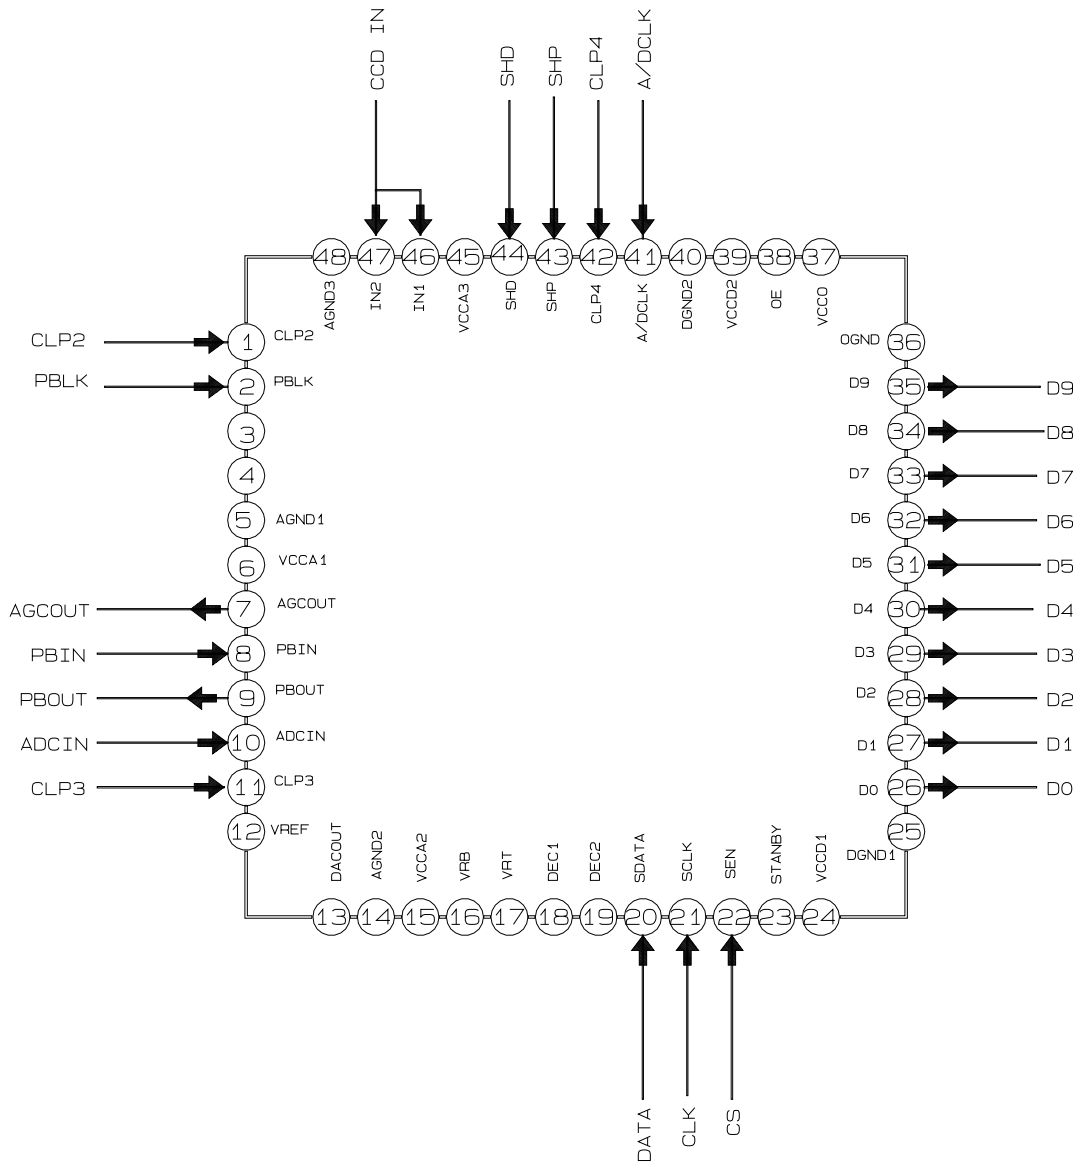 CCD IN
SHD
SHP
CLP4
A/DCLK
48
47
46
45
44
43
42
41
40
39
38
37
AGND3
IN2
IN1
VCCA3
SHD
SHP
CLP4
A/DCLK
DGND2
VCCD2
OE
VCCO
CLP2
1
CLP2
PBLK
2
PBLK
3
4
5
AGND1
6
VCCA1
AGCOUT
7
AGCOUT
PBIN
8
PBIN
PBOUT
9
PBOUT
ADCIN
10
ADCIN
CLP3
11
CLP3
12
VREF
OGND
36
D9
35
D9
D8
34
D8
D7
33
D7
D6
32
D6
D5
31
D5
D4
30
D4
D3
29
D3
D2
28
D2
D1
27
D1
D0
26
D0
25
DGND1
DACOUT
AGND2
VCCA2
VRB
VRT
DEC1
DEC2
SDATA
SCLK
SEN
STANBY
VCCD1
13
14
15
16
17
18
19
20
21
22
23
24
DATA
CLK
CS